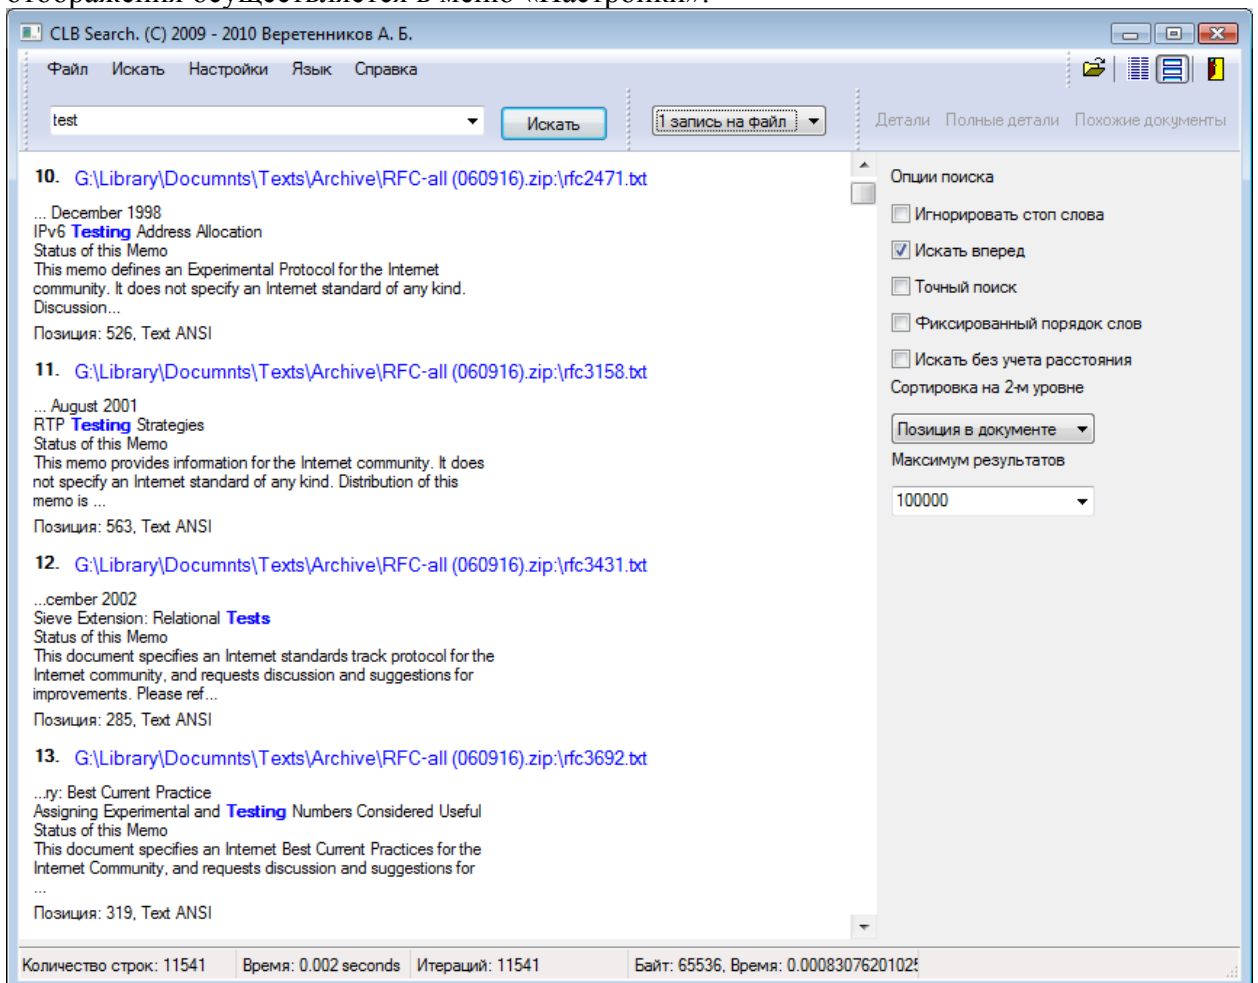 отображения осуществляется в меню «Настройки».
CLB Search. (C) 2009 - 2010 Веретенников А. Б.
Файл Искать Настройки Язык Справка
test Искать 1 запись на файл Детали Полные детали Похожие документы
10. G:\Library\Documnts\Texts\Archive\RFC-all (060916).zip:\rfc2471.txt
... December 1998
IPv6 Testing Address Allocation
Status of this Memo
This memo defines an Experimental Protocol for the Internet
community. It does not specify an Internet standard of any kind.
Discussion...
Позиция: 526, Text ANSI
11. G:\Library\Documnts\Texts\Archive\RFC-all (060916).zip:\rfc3158.txt
... August 2001
RTP Testing Strategies
Status of this Memo
This memo provides information for the Internet community. It does
not specify an Internet standard of any kind. Distribution of this
memo is ...
Позиция: 563, Text ANSI
12. G:\Library\Documnts\Texts\Archive\RFC-all (060916).zip:\rfc3431.txt
...cember 2002
Sieve Extension: Relational Tests
Status of this Memo
This document specifies an Internet standards track protocol for the
Internet community, and requests discussion and suggestions for
improvements. Please ref...
Позиция: 285, Text ANSI
13. G:\Library\Documnts\Texts\Archive\RFC-all (060916).zip:\rfc3692.txt
...ry: Best Current Practice
Assigning Experimental and Testing Numbers Considered Useful
Status of this Memo
This document specifies an Internet Best Current Practices for the
Internet Community, and requests discussion and suggestions for
...
Позиция: 319, Text ANSI
Опции поиска
Игнорировать стоп слова
Искать вперед
Точный поиск
Фиксированный порядок слов
Искать без учета расстояния
Сортировка на 2-м уровне
Позиция в документе
Максимум результатов
100000
Количество строк: 11541 Время: 0.002 seconds Итераций: 11541 Байт: 65536, Время: 0.00083076201025